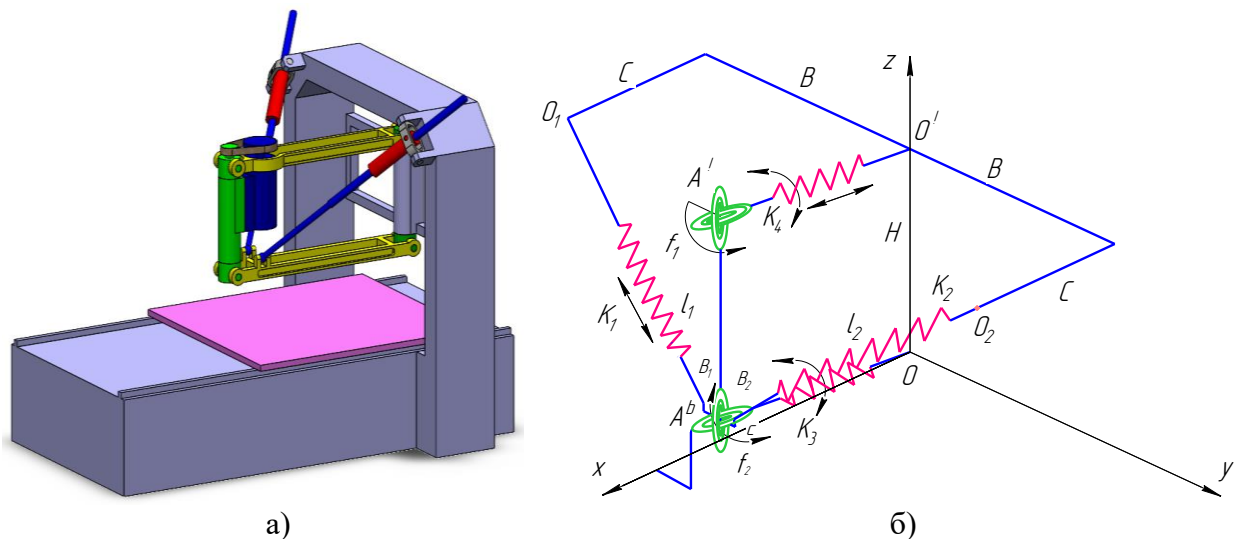 z
C
B
O₁
O'
B
A'
K₄
H
f₁
C
K₂
l₁
K₁
l₂
O₂
B₁
B₂
O
Aᵇ
c
K₃
x
f₂
y
а)
б)